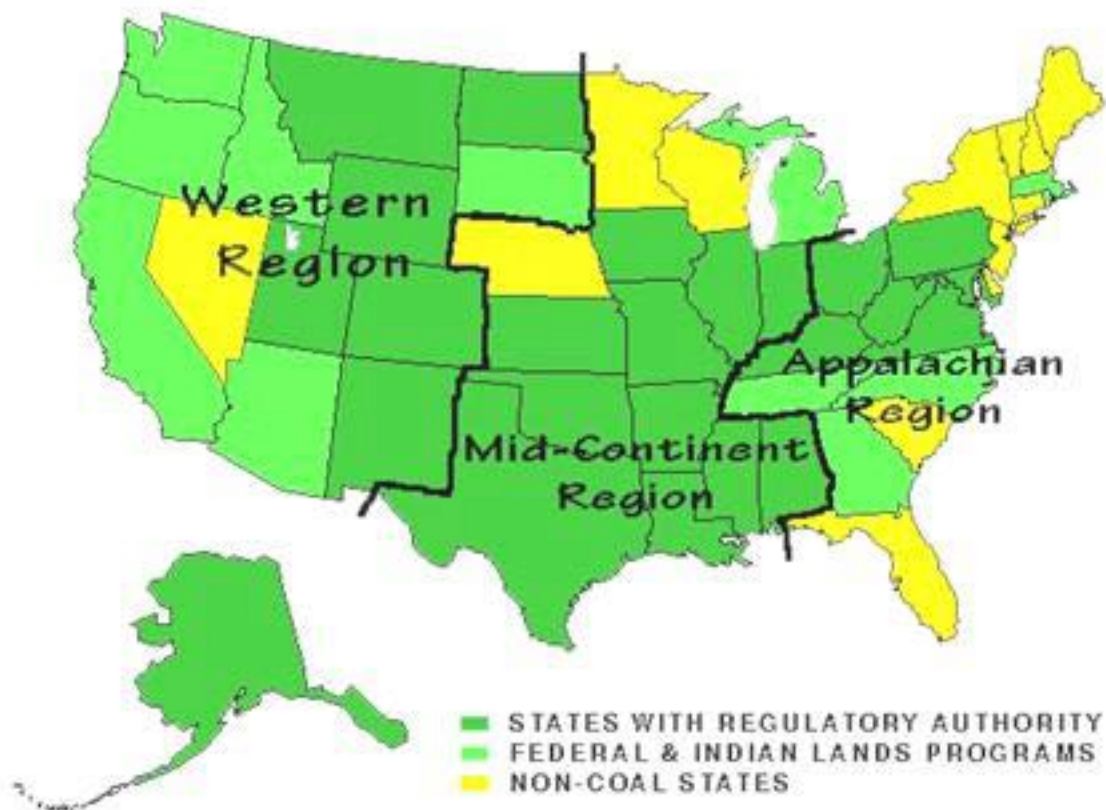 Western
Region
Appalachian
Region
Mid-Continent
Region
STATES WITH REGULATORY AUTHORITY
FEDERAL & INDIAN LANDS PROGRAMS
NON-COAL STATES